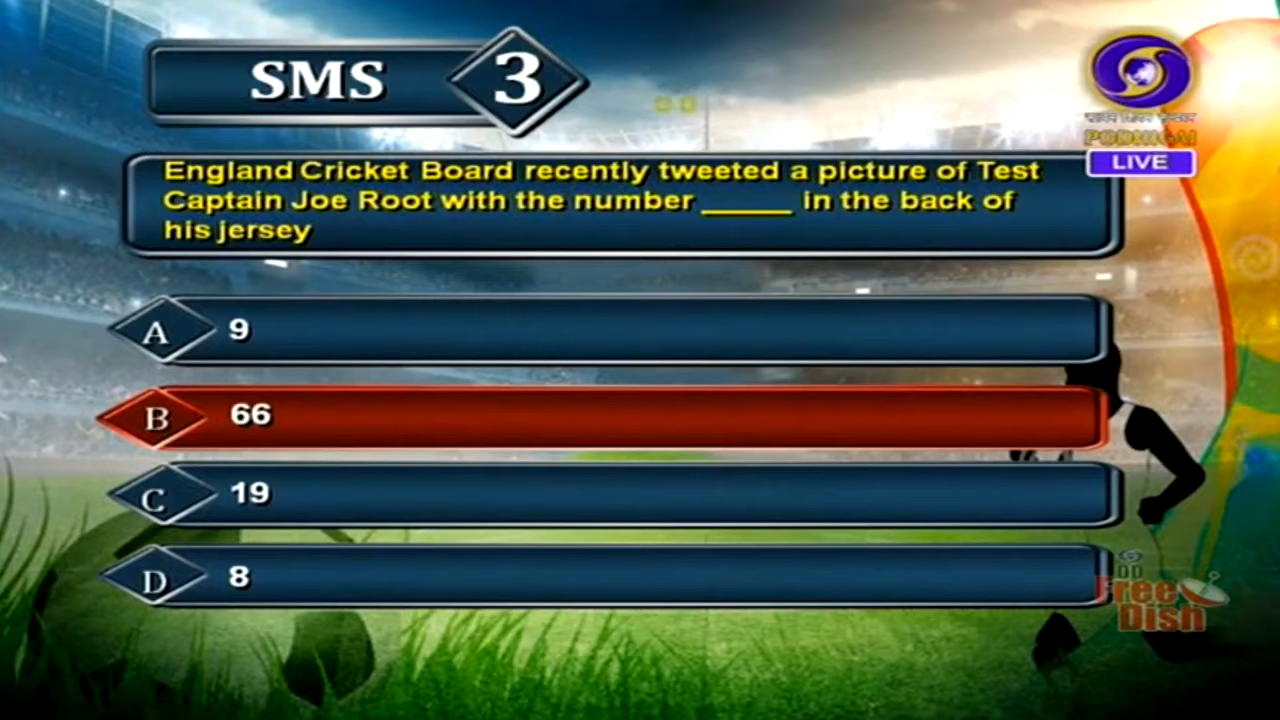 SMS 3
England Cricket Board recently tweeted a picture of Test
Captain Joe Root with the number _____ in the back of
his jersey
A 9
B 66
C 19
D 8
PODHIGAI
LIVE
DD
Free
Dish